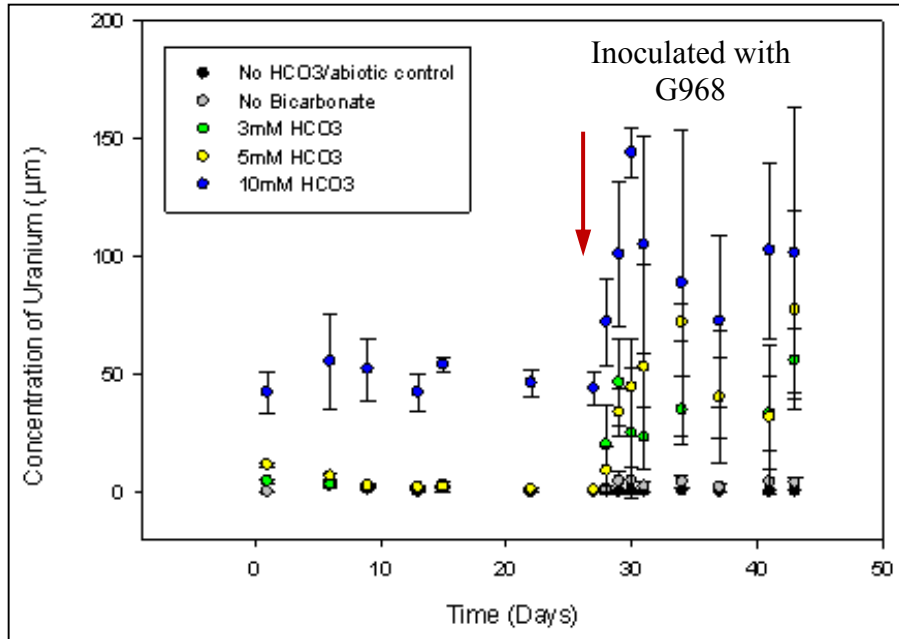 Concentration of Uranium (µm)
200
150
100
50
0
No HCO3/abiotic control
No Bicarbonate
3mM HCO3
5mM HCO3
10mM HCO3
Inoculated with
G968
0 10 20 30 40 50
Time (Days)